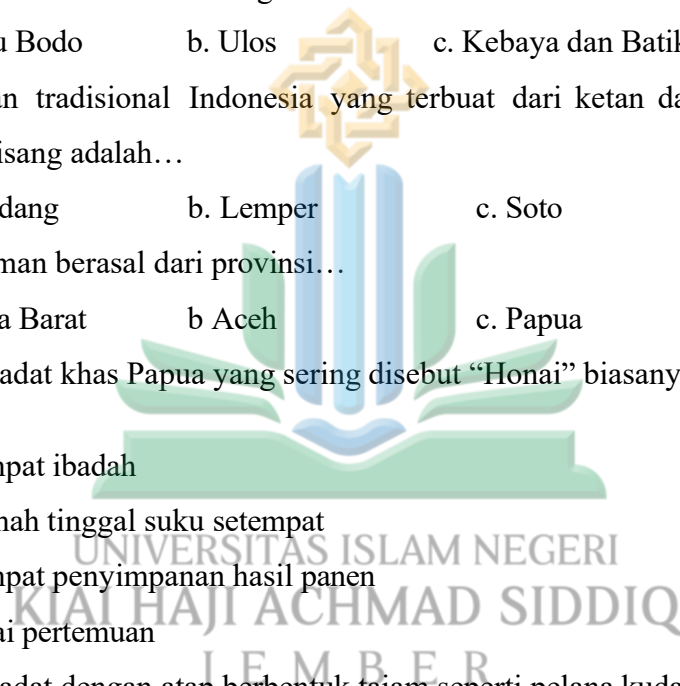 u Bodo b. Ulos c. Kebaya dan Batik
an tradisional Indonesia yang terbuat dari ketan da
isang adalah…
dang b. Lemper c. Soto
man berasal dari provinsi…
a Barat b Aceh c. Papua
adat khas Papua yang sering disebut “Honai” biasany
npat ibadah
nah tinggal suku setempat
UNIVERSITAS ISLAM NEGERI
npat penyimpanan hasil panen
KIAI HAJI ACHMAD SIDDIQ
ai pertemuan
JEMBER
adat dengan atap berbentuk tajam seperti pelana kuda